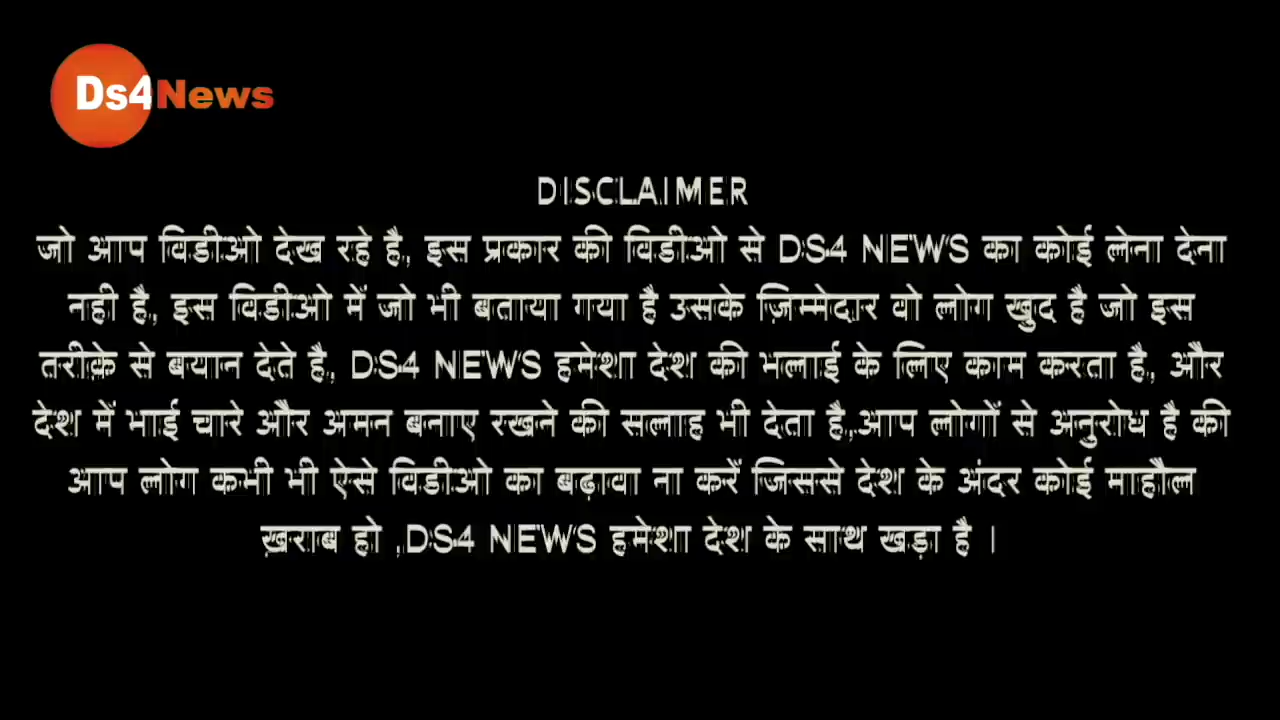 Ds4News
DISCLAIMER
जो आप विडीओ देख रहे है, इस प्रकार की विडीओ से DS4 NEWS का कोई लेना देना
नही है, इस विडीओ में जो भी बताया गया है उसके ज़िम्मेदार वो लोग खुद है जो इस
तरीक़े से बयान देते है, DS4 NEWS हमेशा देश की भलाई के लिए काम करता है, और
देश में भाई चारे और अमन बनाए रखने की सलाह भी देता है,आप लोगों से अनुरोध है की
आप लोग कभी भी ऐसे विडीओ का बढ़ावा ना करें जिससे देश के अंदर कोई माहौल
ख़राब हो ,DS4 NEWS हमेशा देश के साथ खड़ा है ।